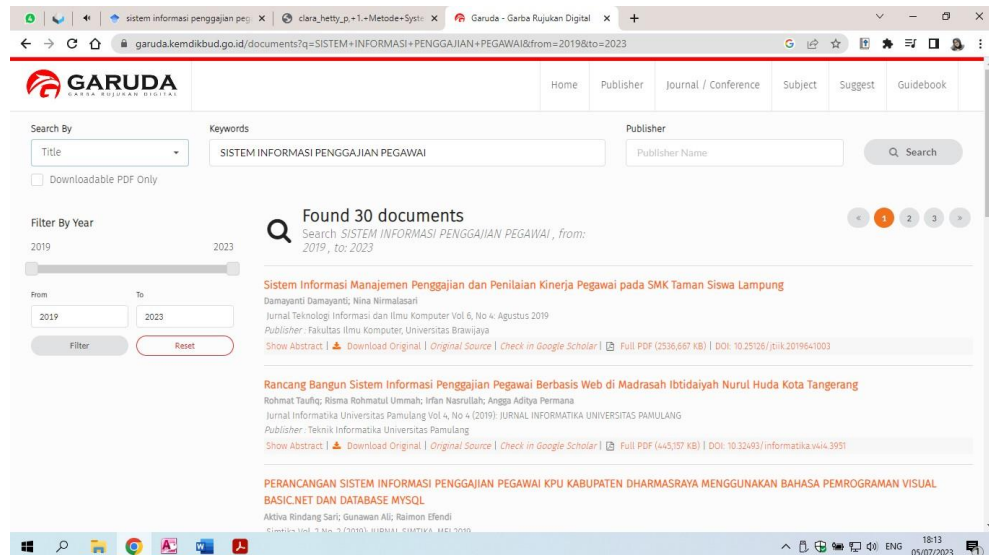 sistem informasi penggajian peg
clara_hetty_p,+1.+Metode+Syste
Garuda - Garba Rujukan Digital
garuda.kemdikbud.go.id/documents?q=SISTEM+INFORMASI+PENGGAJIAN+PEGAWAI&from=2019&to=2023
GARUDA
GARBA RUJUKAN DIGITAL
Home Publisher Journal / Conference Subject Suggest Guidebook
Search By Keywords Publisher
Title SISTEM INFORMASI PENGGAJIAN PEGAWAI Publisher Name Search
Downloadable PDF Only
Filter By Year
2019 2023
From To
2019 2023
Filter Reset
Found 30 documents
Search SISTEM INFORMASI PENGGAJIAN PEGAWAI , from:
2019 , to: 2023
« 1 2 3 »
Sistem Informasi Manajemen Penggajian dan Penilaian Kinerja Pegawai pada SMK Taman Siswa Lampung
Damayanti Damayanti; Nina Nirmalasari
Jurnal Teknologi Informasi dan Ilmu Komputer Vol 6, No 4: Agustus 2019
Publisher : Fakultas Ilmu Komputer, Universitas Brawijaya
Show Abstract | Download Original | Original Source | Check in Google Scholar | Full PDF (2536,667 KB) | DOI: 10.25126/jtiik.2019641003
Rancang Bangun Sistem Informasi Penggajian Pegawai Berbasis Web di Madrasah Ibtidaiyah Nurul Huda Kota Tangerang
Rohmat Taufiq; Risma Rohmatul Ummah; Irfan Nasrullah; Angga Aditya Permana
Jurnal Informatika Universitas Pamulang Vol 4, No 4 (2019): JURNAL INFORMATIKA UNIVERSITAS PAMULANG
Publisher : Teknik Informatika Universitas Pamulang
Show Abstract | Download Original | Original Source | Check in Google Scholar | Full PDF (445,157 KB) | DOI: 10.32493/informatika.v4i4.3951
PERANCANGAN SISTEM INFORMASI PENGGAJIAN PEGAWAI KPU KABUPATEN DHARMASRAYA MENGGUNAKAN BAHASA PEMROGRAMAN VISUAL
BASIC.NET DAN DATABASE MYSQL
Aktiva Rindang Sari; Gunawan Ali; Raimon Efendi
Simtika Vol. 2 No. 2 (2019): JURNAL SIMTIKA, MEI 2019
ENG 18:13
05/07/2023